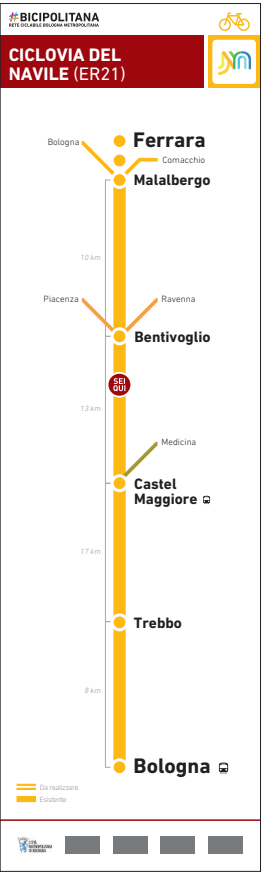 #BICIPOLITANA
RETE CICLABILE BOLOGNA METROPOLITANA
CICLOVIA DEL
NAVILE (ER21)
Bologna
Ferrara
Comacchio
Malalbergo
10 km
Piacenza
Ravenna
Bentivoglio
SEI
QUI
13 km
Medicina
Castel
Maggiore
17 km
Trebbo
8 km
Bologna
Da realizzare
Esistente
CITTÀ
METROPOLITANA
DI BOLOGNA